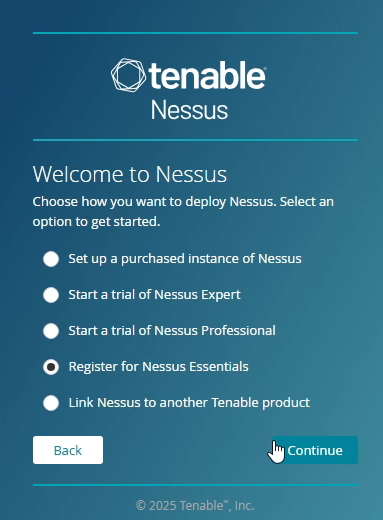 tenable
Nessus
Welcome to Nessus
Choose how you want to deploy Nessus. Select an
option to get started.
Set up a purchased instance of Nessus
Start a trial of Nessus Expert
Start a trial of Nessus Professional
Register for Nessus Essentials
Link Nessus to another Tenable product
Back
Continue
© 2025 Tenable™, Inc.